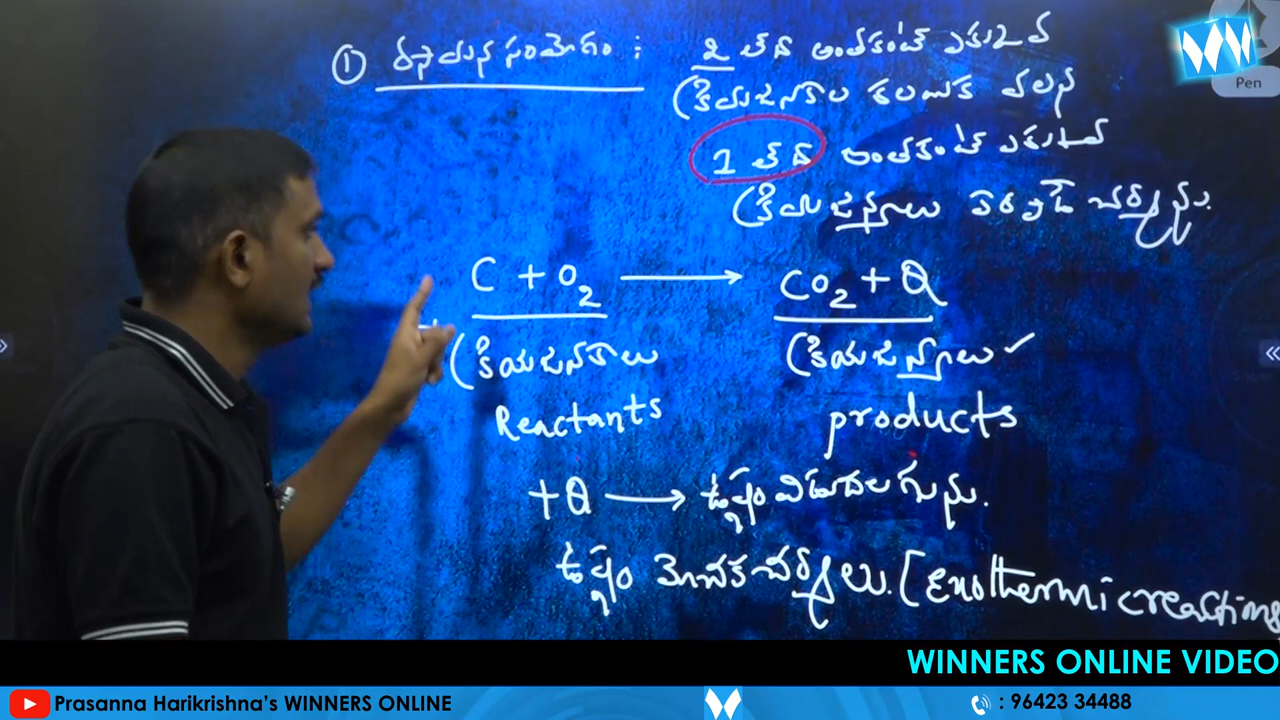 ① రసాయన సంయోగం : 2 లేదా అంతకంటే ఎక్కువ
క్రియాజనకాల కలయిక వలన
1 లేదా అంతకంటే ఎక్కువ
క్రియాజన్యాలు ఏర్పడే చర్యను.
C + O₂ → CO₂ + Q
క్రియాజనకాలు క్రియాజన్యాలు ✓
Reactants products
+Q → ఉష్ణం విడుదలగును.
ఉష్ణ మోచక చర్యలు. (Exothermic reactions
Pen
WINNERS ONLINE VIDEO
Prasanna Harikrishna's WINNERS ONLINE : 96423 34488